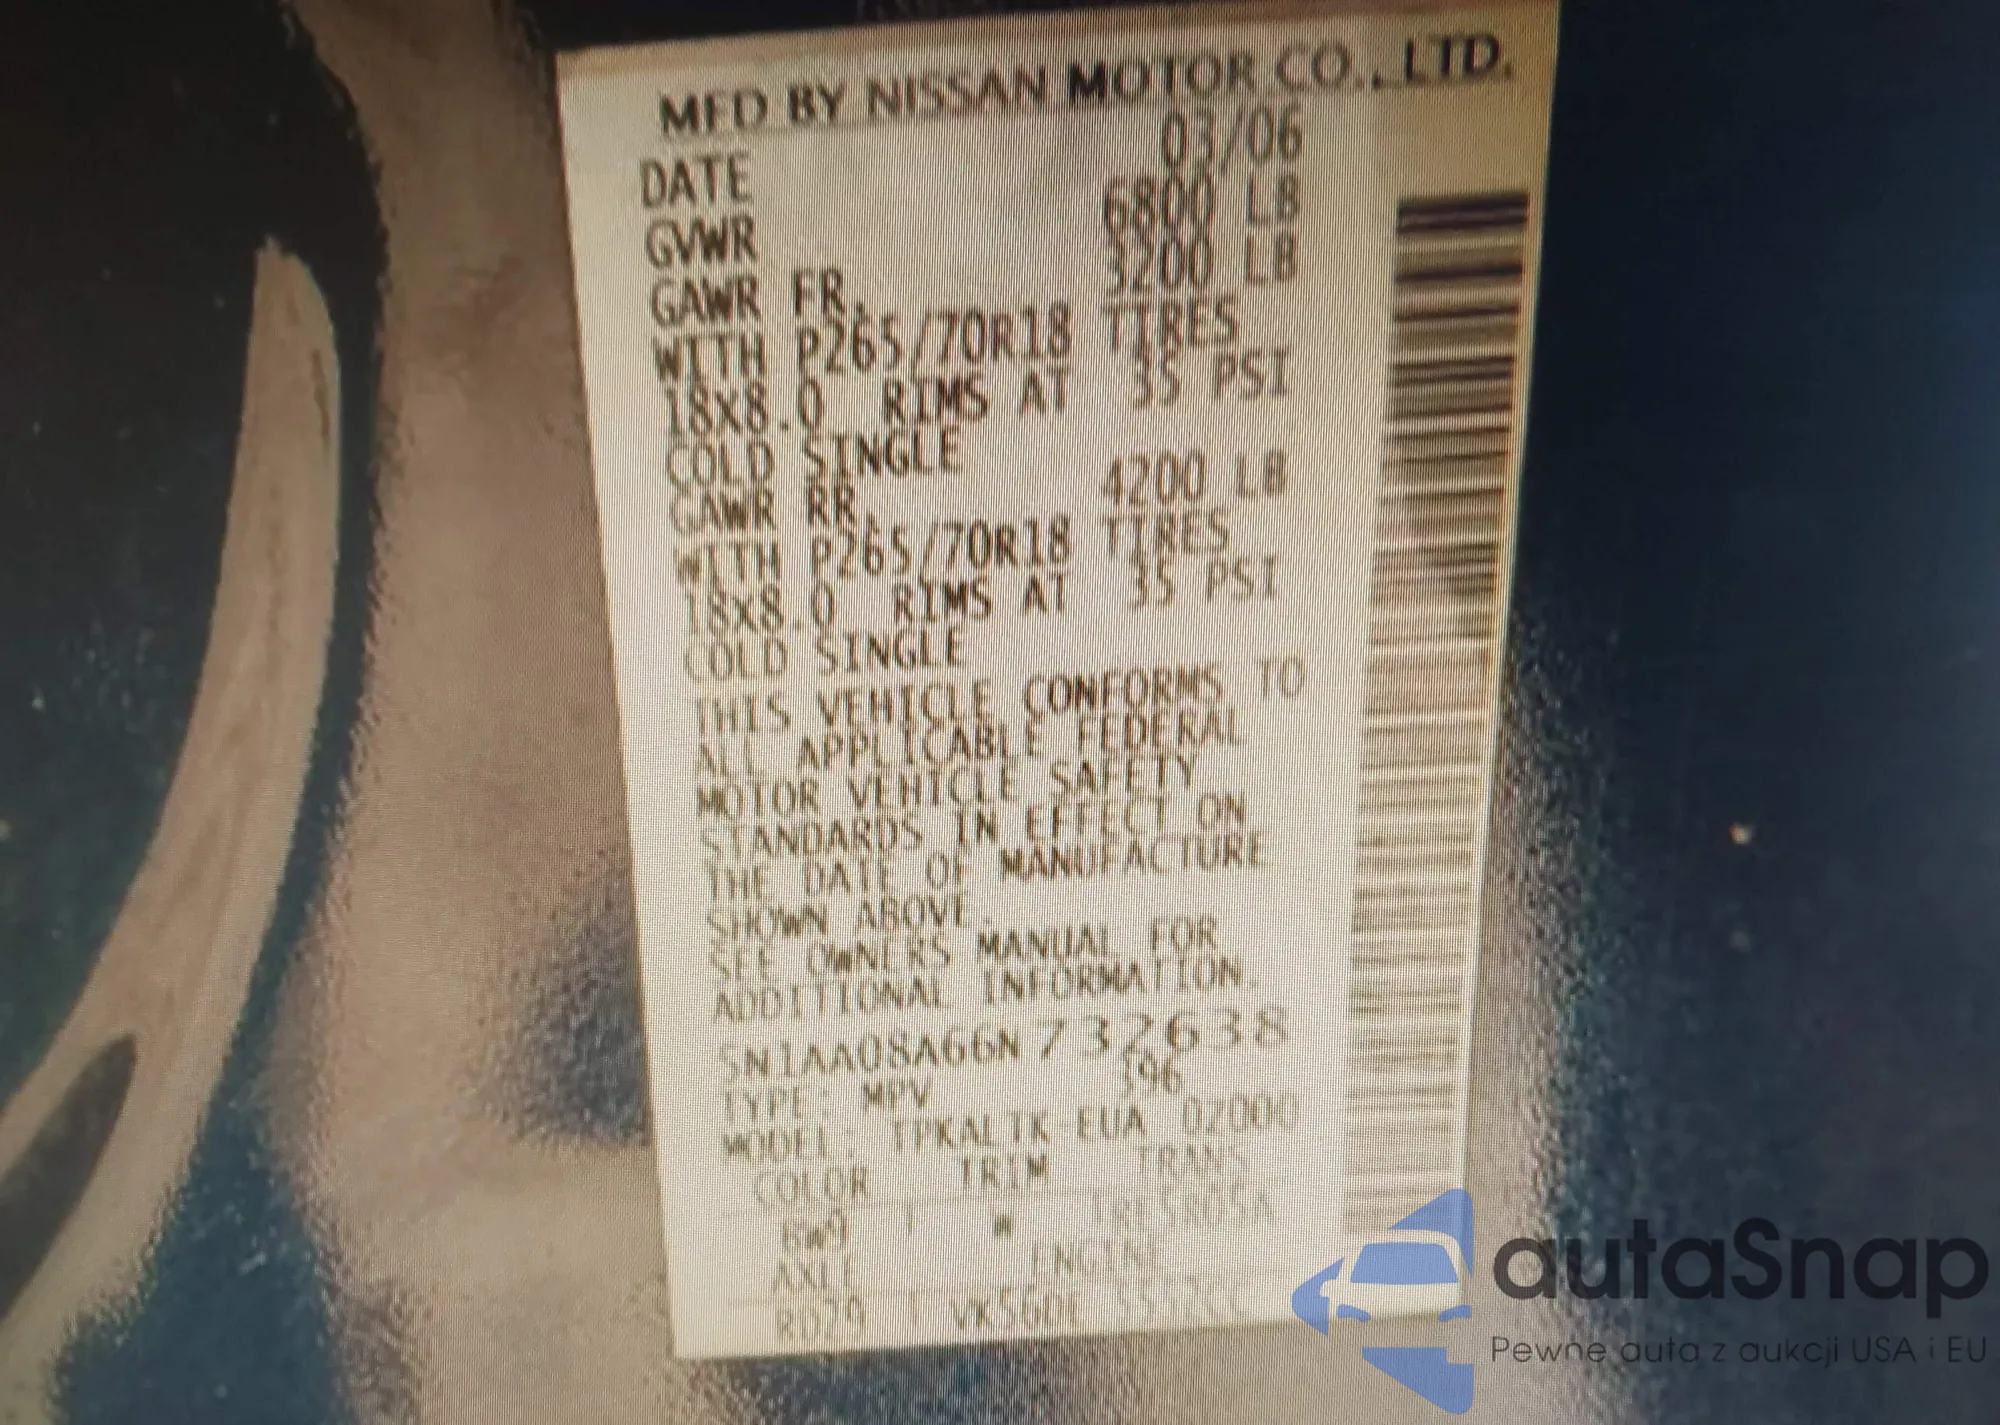 MFD BY NISSAN MOTOR CO., LTD.
DATE 03/06
GVWR 6800 LB
GAWR FR. 3200 LB
WITH P265/70R18 TIRES
18X8.0 RIMS AT 35 PSI
COLD SINGLE
GAWR RR. 4200 LB
WITH P265/70R18 TIRES
18X8.0 RIMS AT 35 PSI
COLD SINGLE
THIS VEHICLE CONFORMS TO
ALL APPLICABLE FEDERAL
MOTOR VEHICLE SAFETY
STANDARDS IN EFFECT ON
THE DATE OF MANUFACTURE
SHOWN ABOVE.
SEE OWNERS MANUAL FOR
ADDITIONAL INFORMATION.
5N1AA08A66N732638
TYPE: MPV
MODEL:
COLOR TRIM TRANS
AXLE ENGINE
autaSnap
Pewne auta z aukcji USA i EU